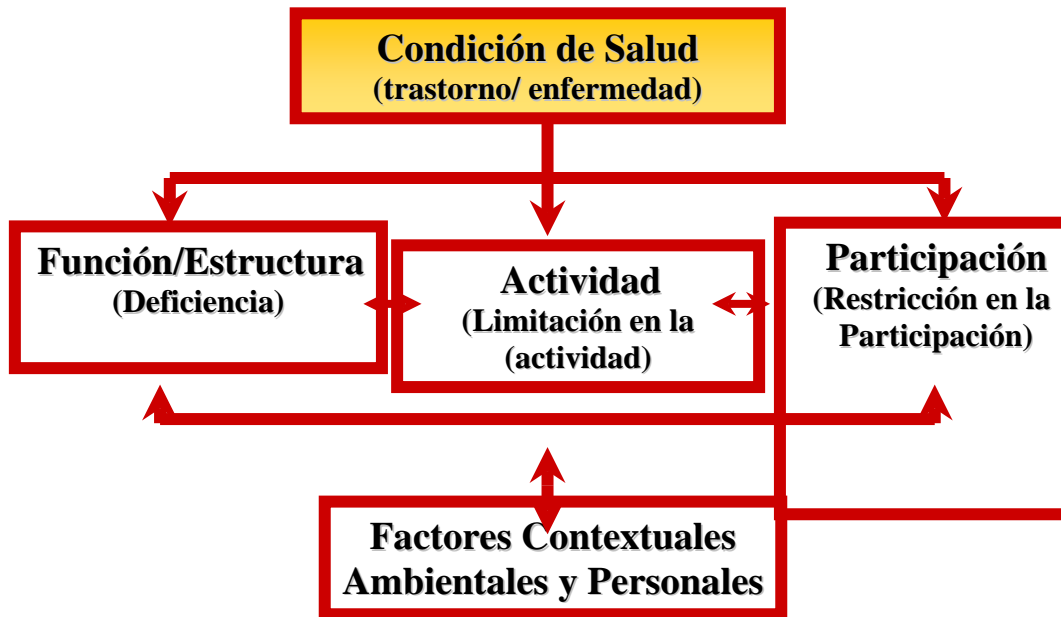 Condición de Salud
(trastorno/ enfermedad)
Función/Estructura
(Deficiencia)
Actividad
(Limitación en la
(actividad)
Participación
(Restricción en la
Participación)
Factores Contextuales
Ambientales y Personales